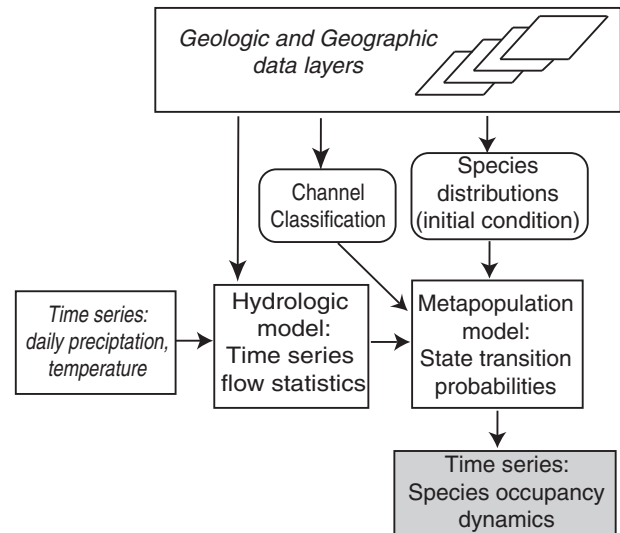 Geologic and Geographic
data layers
Channel
Classification
Species
distributions
(initial condition)
Time series:
daily preciptation,
temperature
Hydrologic
model:
Time series
flow statistics
Metapopulation
model:
State transition
probabilities
Time series:
Species occupancy
dynamics